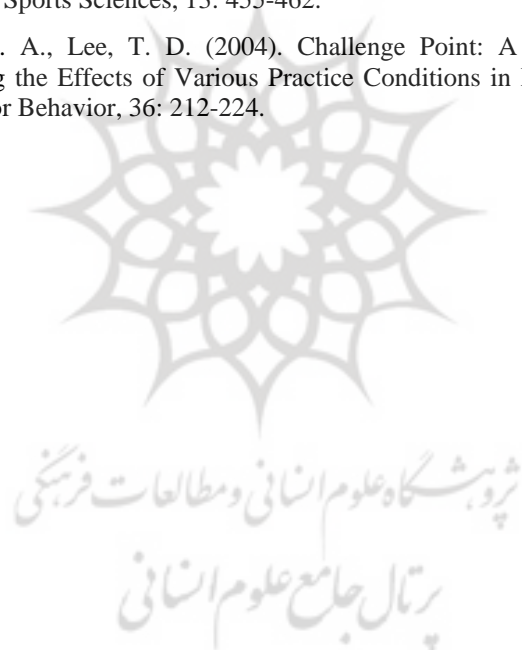 Sports Sciences, 13: 455-462.
. A., Lee, T. D. (2004). Challenge Point: A
g the Effects of Various Practice Conditions in
or Behavior, 36: 212-224.
پژوهشگاه علوم انسانی و مطالعات فرهنگی
پرتال جامع علوم انسانی